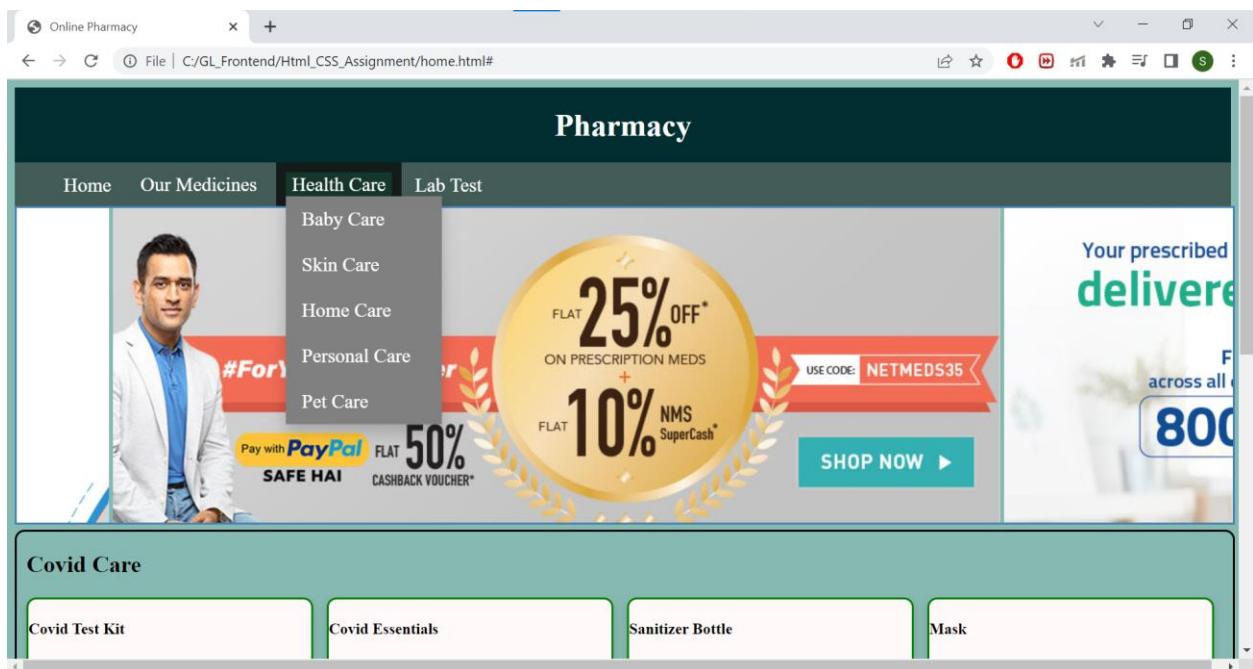 Online Pharmacy
File | C:/GL_Frontend/Html_CSS_Assignment/home.html#
S
Pharmacy
Home Our Medicines Health Care Lab Test
Baby Care
Skin Care
Home Care
Personal Care
Pet Care
#ForY
FLAT 25% OFF*
ON PRESCRIPTION MEDS
+
FLAT 10% NMS SuperCash*
USE CODE: NETMEDS35
Pay with PayPal
SAFE HAI
FLAT 50%
CASHBACK VOUCHER*
SHOP NOW
Your prescribed
delivere
F
across all
800
Covid Care
Covid Test Kit Covid Essentials Sanitizer Bottle Mask